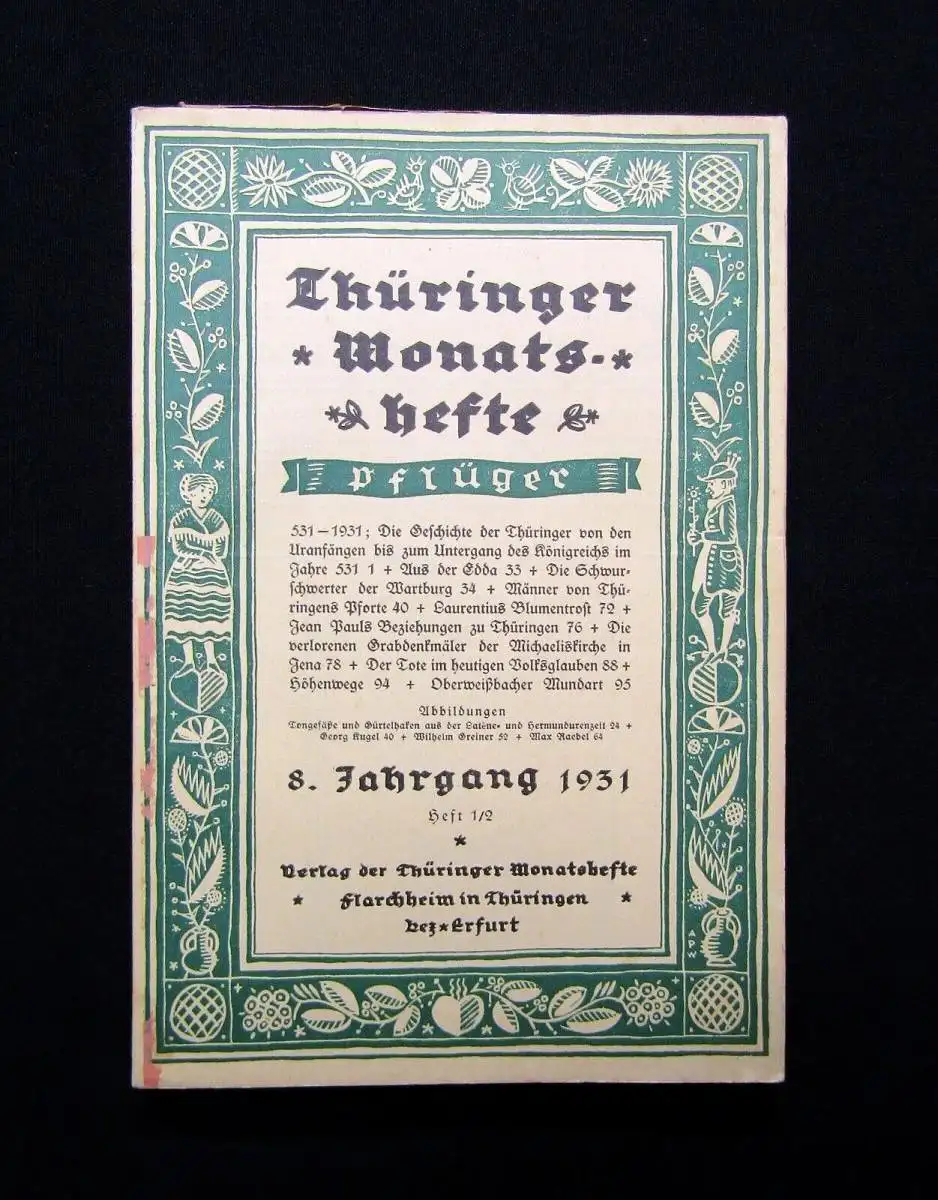 Thüringer
* Monats- *
hefte
Pflüger
531–1931; Die Geschichte der Thüringer von den
Uranfängen bis zum Untergang des Königreichs im
Jahre 531 1 + Aus der Edda 33 + Die Schwur-
schwerter der Wartburg 34 + Männer von Thü-
ringens Pforte 40 + Laurentius Blumentrost 72 +
Jean Pauls Beziehungen zu Thüringen 76 + Die
verlorenen Grabdenkmäler der Michaeliskirche in
Jena 78 + Der Tote im heutigen Volksglauben 88 +
Höhenwege 94 + Oberweißbacher Mundart 95
Abbildungen
Tongefäße und Gürtelhaken aus der Latène- und Hermundurenzeit 24 +
Georg Kugel 40 + Wilhelm Greiner 52 + Max Raebel 64
8. Jahrgang 1931
Heft 1/2
*
Verlag der Thüringer Monatshefte
* Flarchheim in Thüringen *
Bez * Erfurt
APW